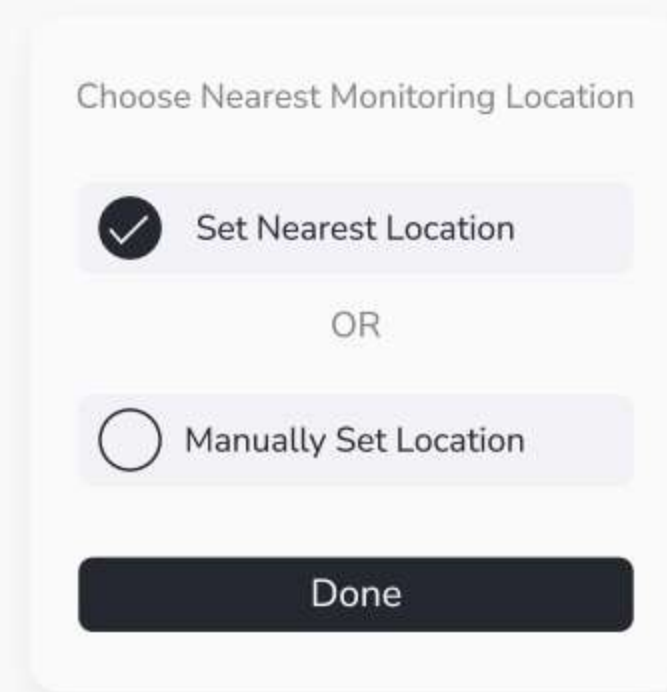 Choose Nearest Monitoring Location
Set Nearest Location
OR
Manually Set Location
Done